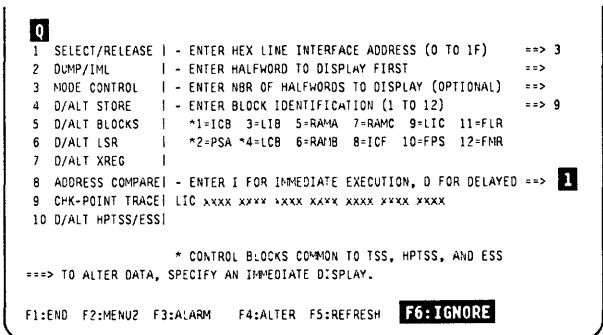 Q
1 SELECT/RELEASE | - ENTER HEX LINE INTERFACE ADDRESS (0 TO 1F) ==> 3
2 DUMP/IML | - ENTER HALFWORD TO DISPLAY FIRST ==>
3 MODE CONTROL | - ENTER NBR OF HALFWORDS TO DISPLAY (OPTIONAL) ==>
4 D/ALT STORE | - ENTER BLOCK IDENTIFICATION (1 TO 12) ==> 9
5 D/ALT BLOCKS | *1=ICB 3=LIB 5=RAMA 7=RAMC 9=LIC 11=FLR
6 D/ALT LSR | *2=PSA *4=LCB 6=RAMB 8=ICF 10=FPS 12=FMR
7 D/ALT XREG |
8 ADDRESS COMPARE| - ENTER I FOR IMMEDIATE EXECUTION, D FOR DELAYED ==> 1
9 CHK-POINT TRACE| LIC xxxx xxxx xxxx xxxx xxxx xxxx xxxx
10 D/ALT HPTSS/ESS|
* CONTROL BLOCKS COMMON TO TSS, HPTSS, AND ESS
===> TO ALTER DATA, SPECIFY AN IMMEDIATE DISPLAY.
F1:END F2:MENU2 F3:ALARM F4:ALTER F5:REFRESH F6:IGNORE